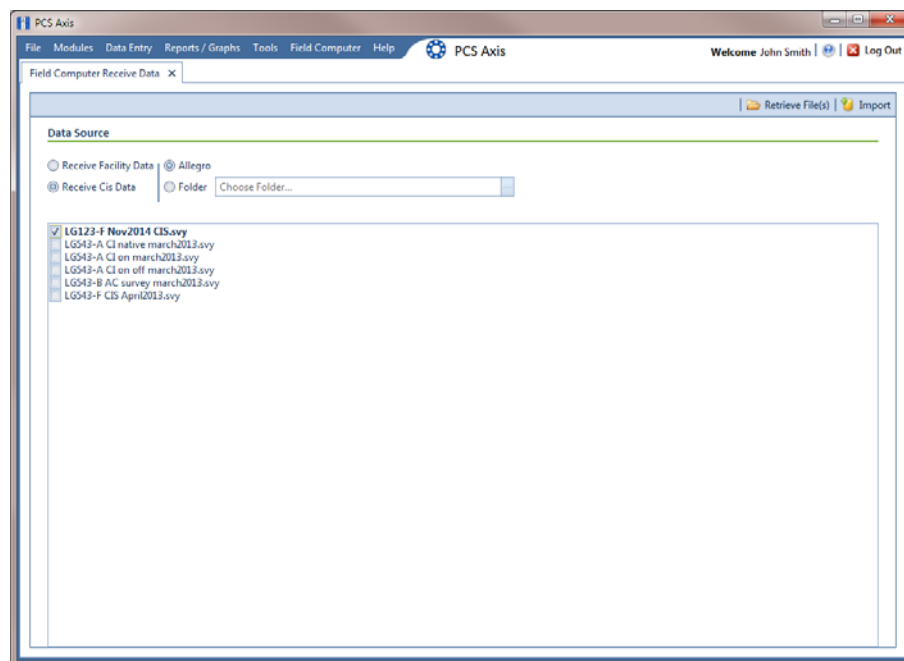 PCS Axis
File Modules Data Entry Reports / Graphs Tools Field Computer Help PCS Axis Welcome John Smith Log Out
Field Computer Receive Data
Retrieve File(s) Import
Data Source
Receive Facility Data Allegro
Receive Cis Data Folder Choose Folder...
LG123-F Nov2014 CIS.svy
LG543-A CI native march2013.svy
LG543-A CI on march2013.svy
LG543-A CI on off march2013.svy
LG543-B AC survey march2013.svy
LG543-F CIS April2013.svy